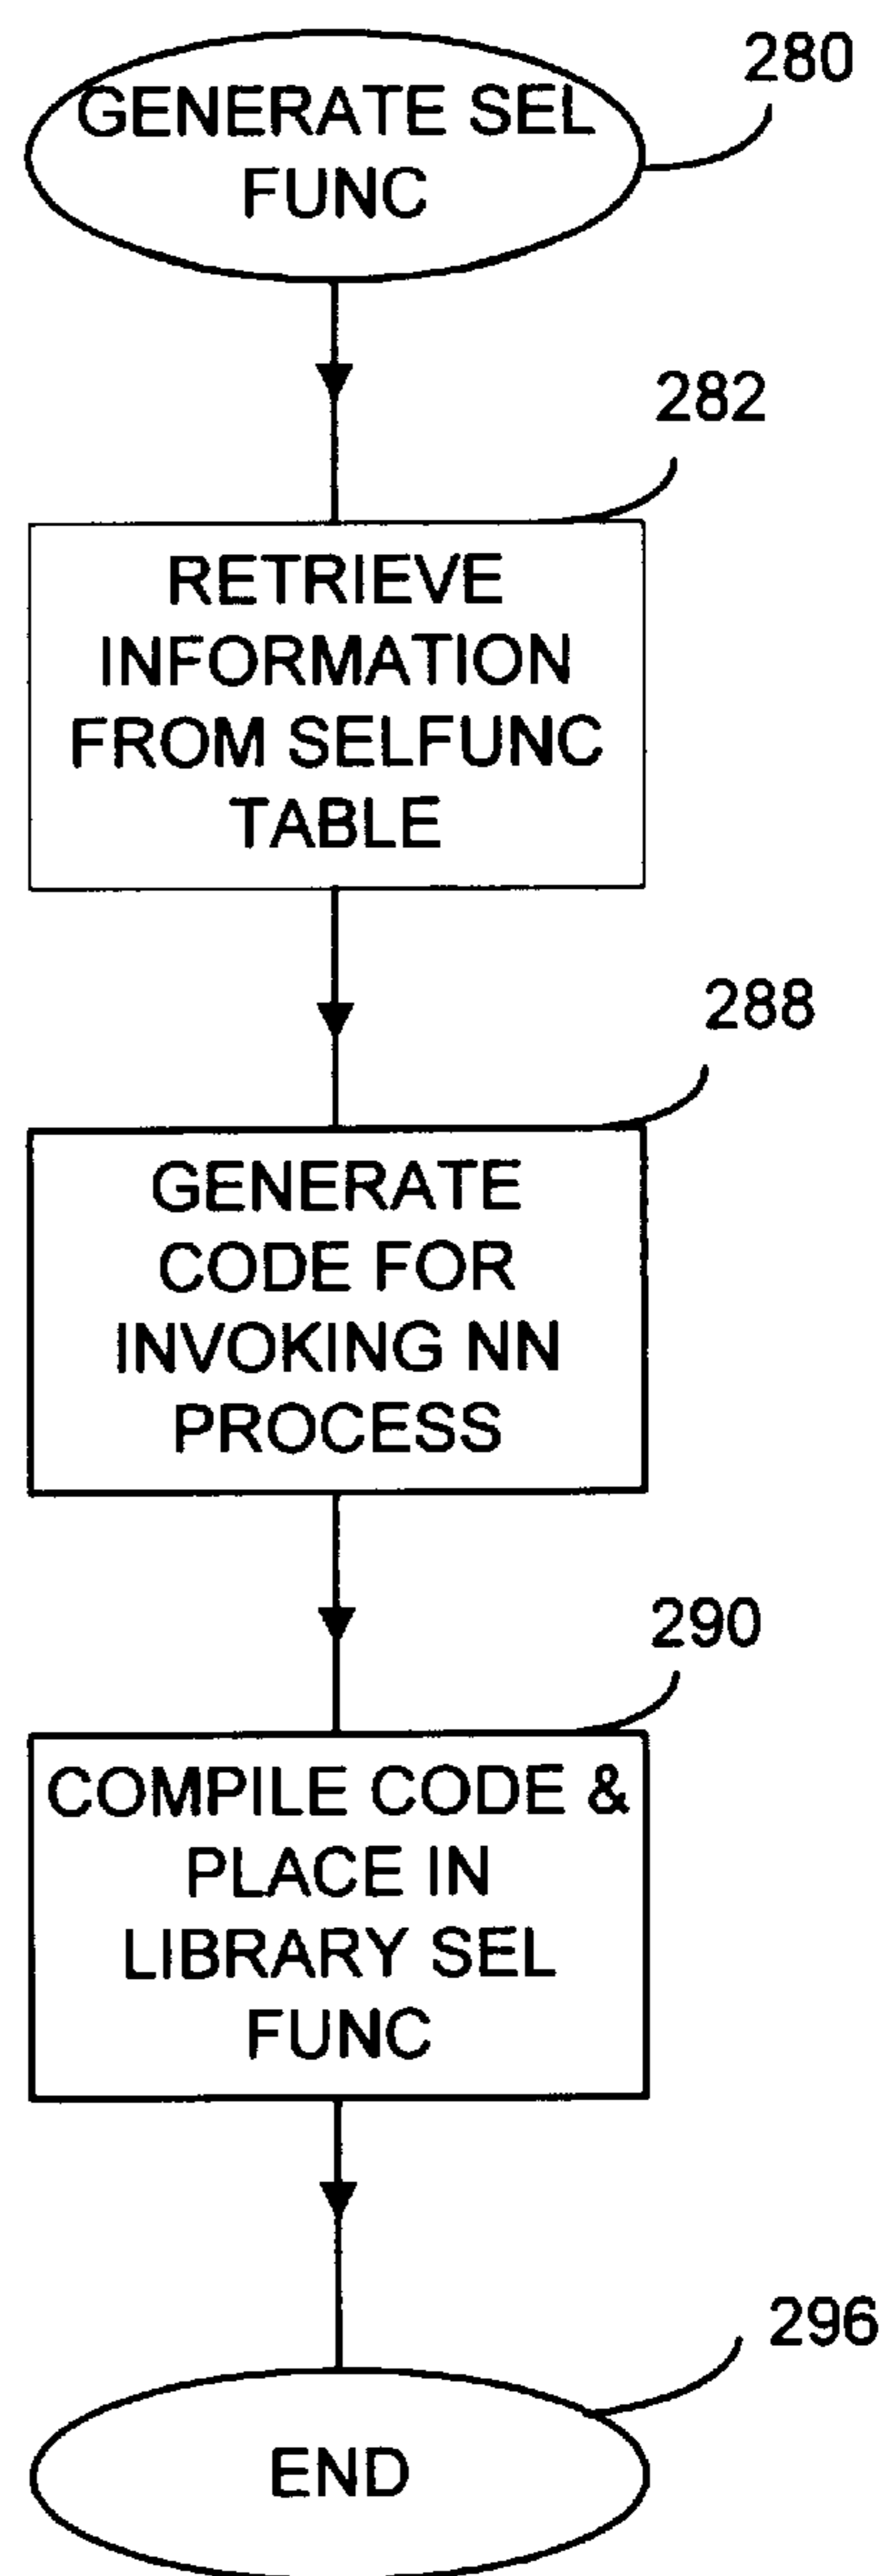 280
GENERATE SEL
FUNC
282
RETRIEVE
INFORMATION
FROM SELFUNC
TABLE
288
GENERATE
CODE FOR
INVOKING NN
PROCESS
290
COMPILE CODE &
PLACE IN
LIBRARY SEL
FUNC
296
END